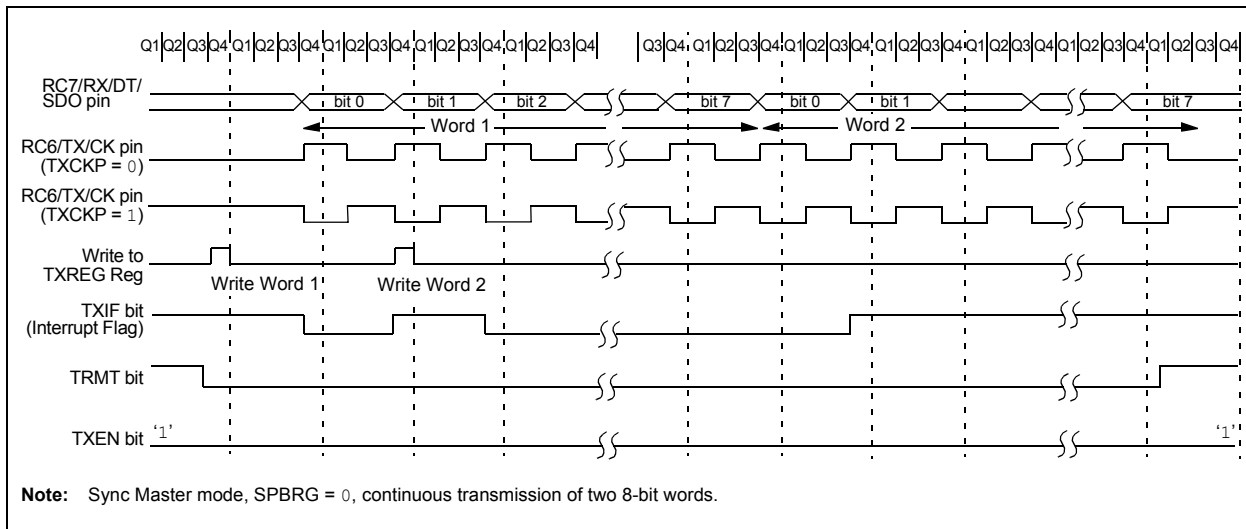 Q1 Q2 Q3 Q4 Q1 Q2 Q3 Q4 Q1 Q2 Q3 Q4 Q1 Q2 Q3 Q4 Q1 Q2 Q3 Q4 Q3 Q4 Q1 Q2 Q3 Q4 Q1 Q2 Q3 Q4 Q1 Q2 Q3 Q4 Q1 Q2 Q3 Q4 Q1 Q2 Q3 Q4 Q1 Q2 Q3 Q4
RC7/RX/DT/
SDO pin
bit 0 bit 1 bit 2 bit 7 bit 0 bit 1 bit 7
Word 1 Word 2
RC6/TX/CK pin
(TXCKP = 0)
RC6/TX/CK pin
(TXCKP = 1)
Write to
TXREG Reg
Write Word 1 Write Word 2
TXIF bit
(Interrupt Flag)
TRMT bit
TXEN bit '1' '1'
Note: Sync Master mode, SPBRG = 0, continuous transmission of two 8-bit words.